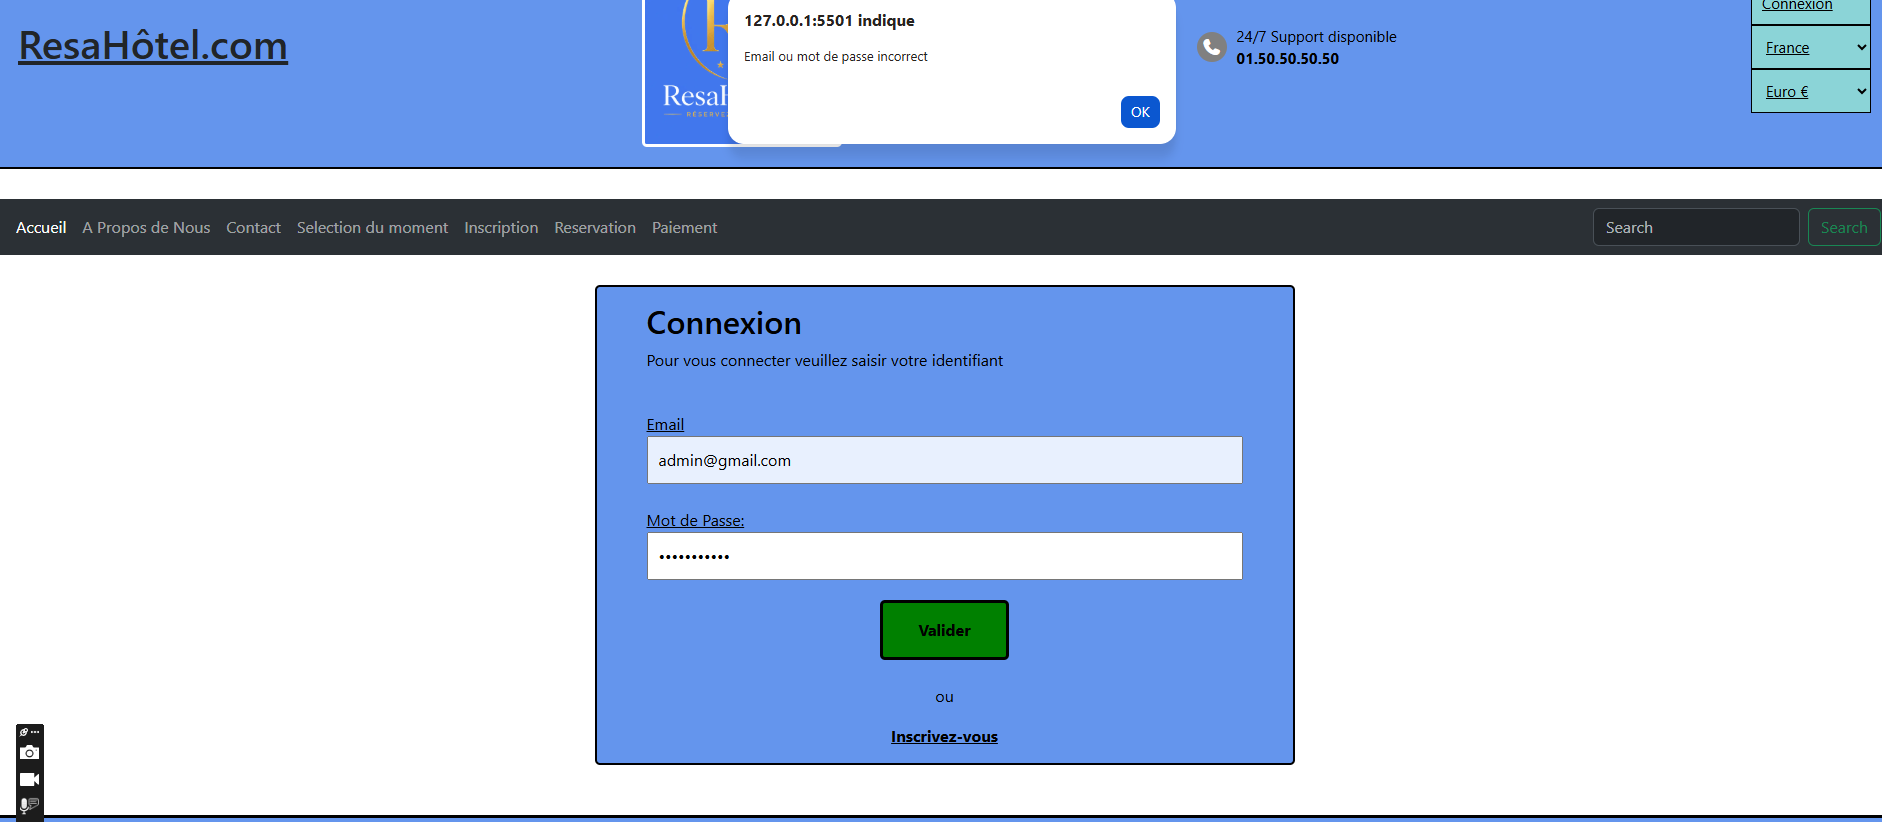 ResaHôtel.com
127.0.0.1:5501 indique
Email ou mot de passe incorrect
OK
24/7 Support disponible
01.50.50.50.50
Connexion
France
Euro €
Accueil A Propos de Nous Contact Selection du moment Inscription Reservation Paiement Search Search
Connexion
Pour vous connecter veuillez saisir votre identifiant
Email
admin@gmail.com
Mot de Passe:
•••••••••••
Valider
ou
Inscrivez-vous